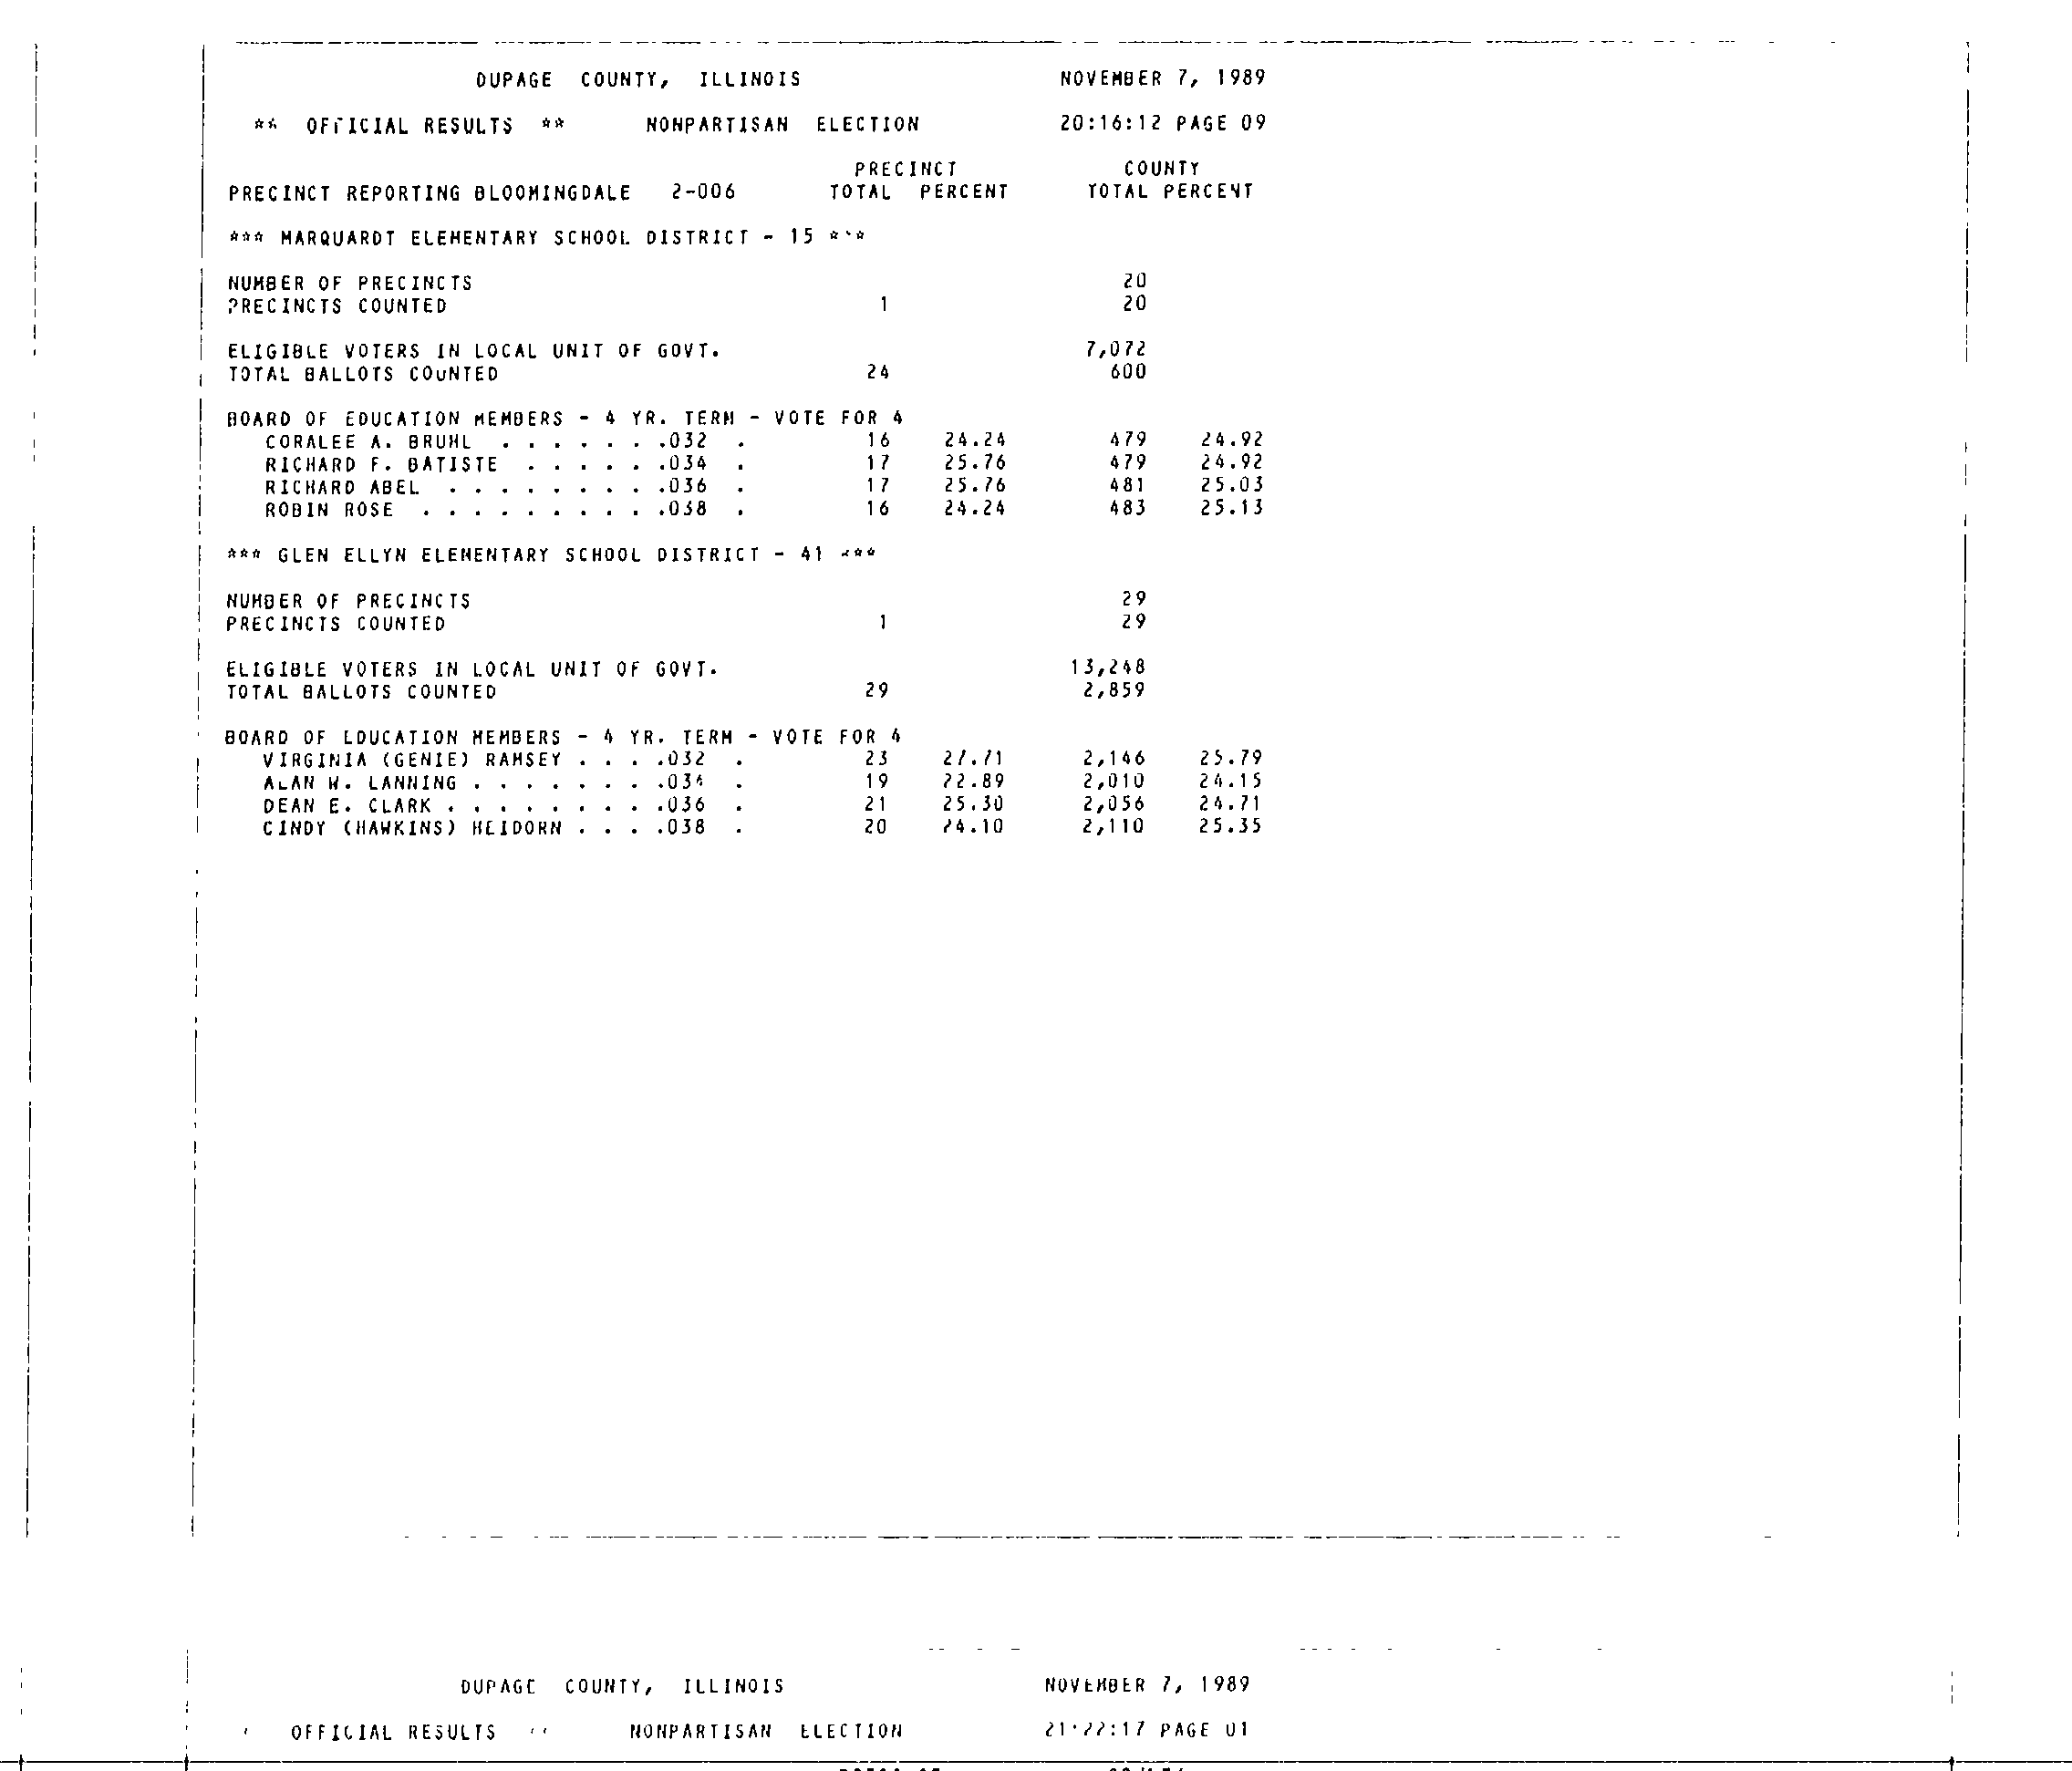 DUPAGE COUNTY, ILLINOIS NOVEMBER 7, 1989
** OFFICIAL RESULTS ** NONPARTISAN ELECTION 20:16:12 PAGE 09
PRECINCT COUNTY
PRECINCT REPORTING BLOOMINGDALE 2-006 TOTAL PERCENT TOTAL PERCENT
*** MARQUARDT ELEMENTARY SCHOOL DISTRICT - 15 ***
NUMBER OF PRECINCTS 20
PRECINCTS COUNTED 1 20
ELIGIBLE VOTERS IN LOCAL UNIT OF GOVT. 7,072
TOTAL BALLOTS COUNTED 24 600
BOARD OF EDUCATION MEMBERS - 4 YR. TERM - VOTE FOR 4
CORALEE A. BRUHL . . . . . . .032 . 16 24.24 479 24.92
RICHARD F. BATISTE . . . . . .034 . 17 25.76 479 24.92
RICHARD ABEL . . . . . . . . .036 . 17 25.76 481 25.03
ROBIN ROSE . . . . . . . . . .038 . 16 24.24 483 25.13
*** GLEN ELLYN ELEMENTARY SCHOOL DISTRICT - 41 ***
NUMBER OF PRECINCTS 29
PRECINCTS COUNTED 1 29
ELIGIBLE VOTERS IN LOCAL UNIT OF GOVT. 13,248
TOTAL BALLOTS COUNTED 29 2,859
BOARD OF EDUCATION MEMBERS - 4 YR. TERM - VOTE FOR 4
VIRGINIA (GENIE) RAMSEY . . . .032 . 23 27.71 2,146 25.79
ALAN W. LANNING . . . . . . . .034 . 19 22.89 2,010 24.15
DEAN E. CLARK . . . . . . . . .036 . 21 25.30 2,056 24.71
CINDY (HAWKINS) HEIDORN . . . .038 . 20 24.10 2,110 25.35
DUPAGE COUNTY, ILLINOIS NOVEMBER 7, 1989
OFFICIAL RESULTS NONPARTISAN ELECTION 21:22:17 PAGE 01